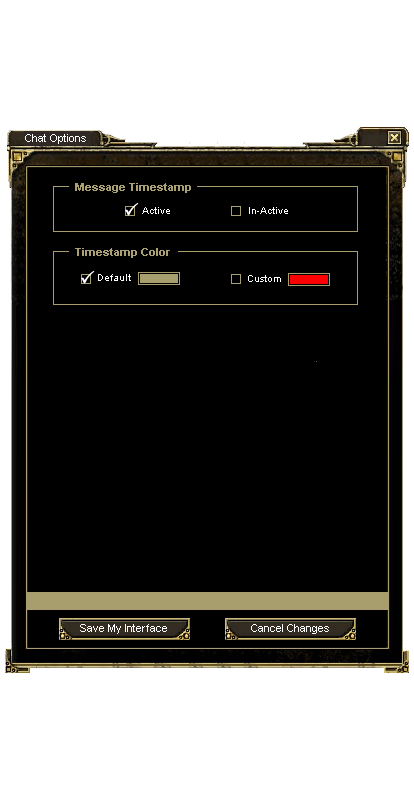 Chat Options
Message Timestamp
Active
In-Active
Timestamp Color
Default
Custom
Save My Interface
Cancel Changes